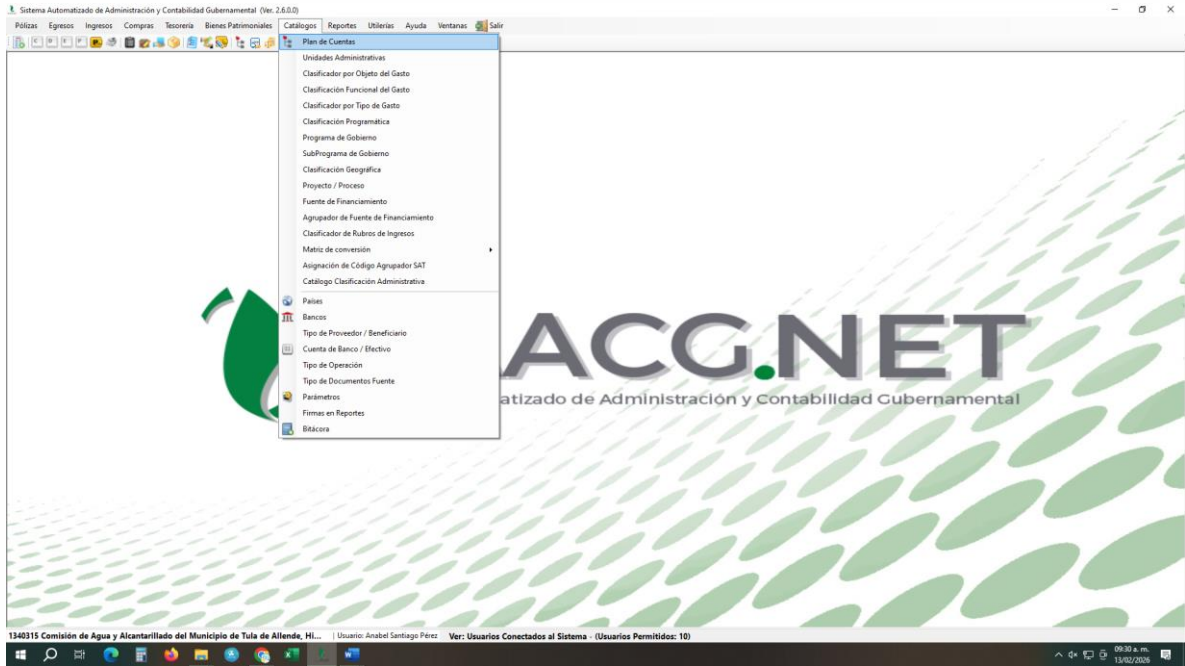 Sistema Automatizado de Administración y Contabilidad Gubernamental (Ver. 2.6.0.0)
Pólizas Egresos Ingresos Compras Tesorería Bienes Patrimoniales Catálogos Reportes Utilerías Ayuda Ventanas Salir
Plan de Cuentas
Unidades Administrativas
Clasificador por Objeto del Gasto
Clasificación Funcional del Gasto
Clasificador por Tipo de Gasto
Clasificación Programática
Programa de Gobierno
SubPrograma de Gobierno
Clasificación Geográfica
Proyecto / Proceso
Fuente de Financiamiento
Agrupador de Fuente de Financiamiento
Clasificador de Rubros de Ingresos
Matriz de conversión
Asignación de Código Agrupador SAT
Catálogo Clasificación Administrativa
Países
Bancos
Tipo de Proveedor / Beneficiario
Cuenta de Banco / Efectivo
Tipo de Operación
Tipo de Documentos Fuente
Parámetros
Firmas en Reportes
Bitácora
ACG.NET
atizado de Administración y Contabilidad Gubernamental
1340315 Comisión de Agua y Alcantarillado del Municipio de Tula de Allende, Hi... | Usuario: Anabel Santiago Pérez Ver: Usuarios Conectados al Sistema - (Usuarios Permitidos: 10)
09:30 a. m.
13/02/2026